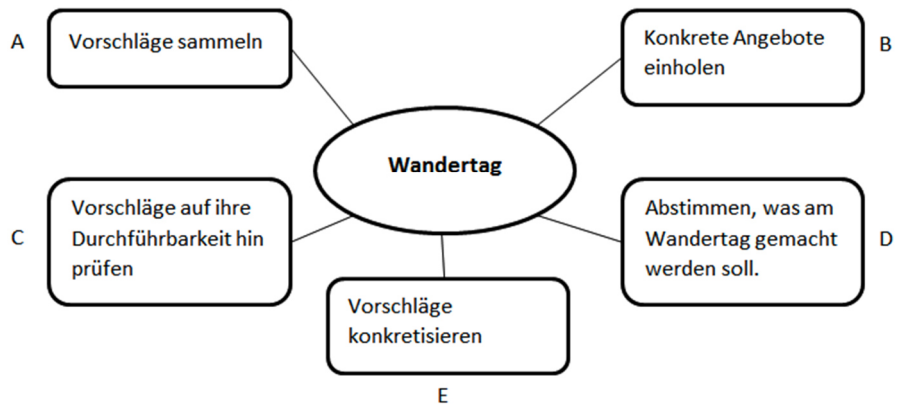 A
Vorschläge sammeln
Konkrete Angebote
einholen
B
Wandertag
C
Vorschläge auf ihre
Durchführbarkeit hin
prüfen
Abstimmen, was am
Wandertag gemacht
werden soll.
D
Vorschläge
konkretisieren
E